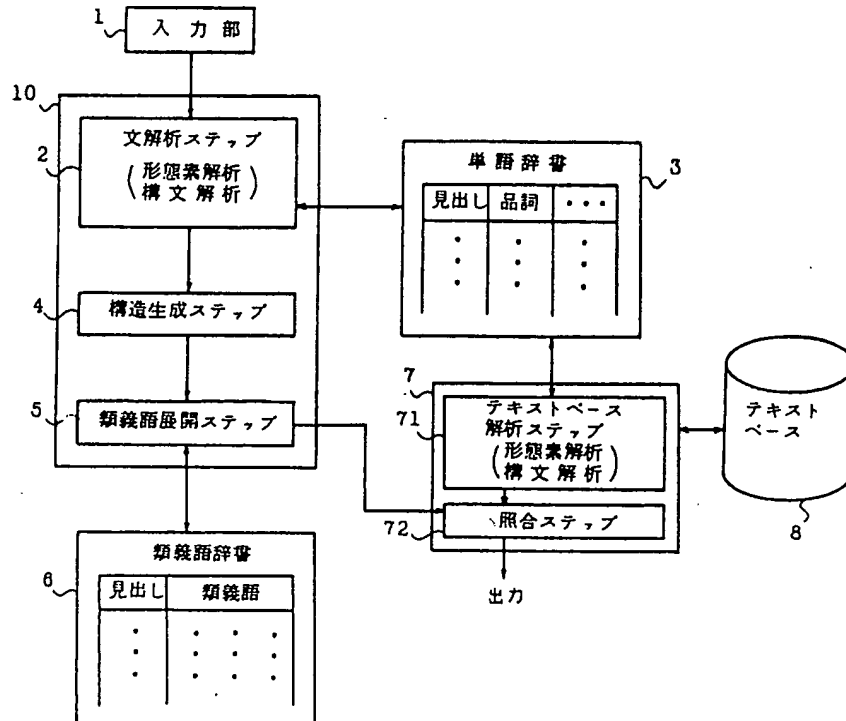 1
入力部
10
文解析ステップ
2
(形態素解析
構文解析)
単語辞書
3
見出し 品詞 ・・・
4
構造生成ステップ
5
類義語展開ステップ
7
71
テキストベース
解析ステップ
(形態素解析
構文解析)
テキスト
ベース
8
72
照合ステップ
出力
6
類義語辞書
見出し 類義語